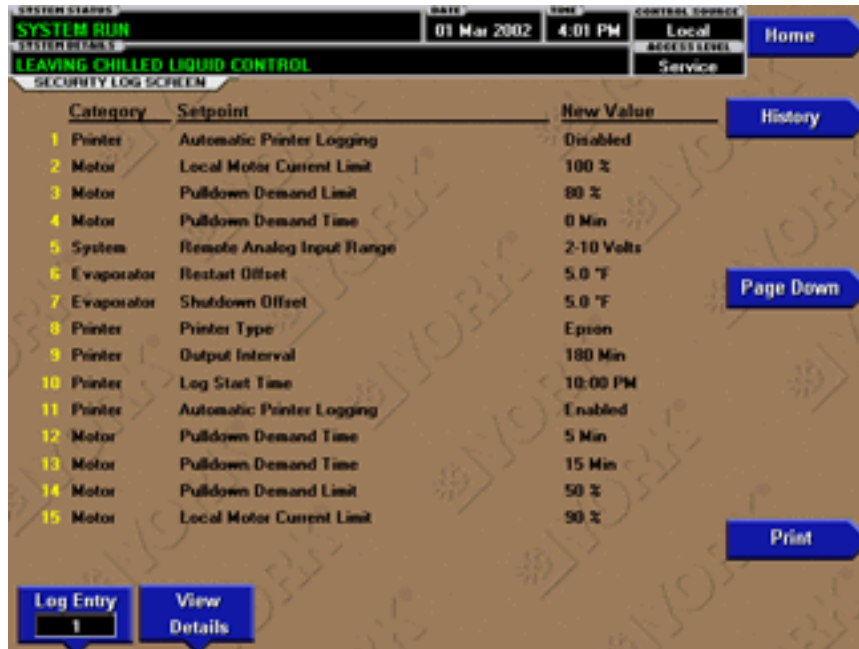 SYSTEM STATUS
SYSTEM RUN
DATE
01 Mar 2002
TIME
4:01 PM
CONTROL SOURCE
Local
SYSTEM DETAILS
LEAVING CHILLED LIQUID CONTROL
ACCESS LEVEL
Service
Home
SECURITY LOG SCREEN
Category Setpoint New Value
History
1 Printer Automatic Printer Logging Disabled
2 Motor Local Motor Current Limit 100 %
3 Motor Pulldown Demand Limit 80 %
4 Motor Pulldown Demand Time 0 Min
5 System Remote Analog Input Range 2-10 Volts
6 Evaporator Restart Offset 5.0 °F
7 Evaporator Shutdown Offset 5.0 °F
Page Down
8 Printer Printer Type Epson
9 Printer Output Interval 180 Min
10 Printer Log Start Time 10:00 PM
11 Printer Automatic Printer Logging Enabled
12 Motor Pulldown Demand Time 5 Min
13 Motor Pulldown Demand Time 15 Min
14 Motor Pulldown Demand Limit 50 %
15 Motor Local Motor Current Limit 90 %
Print
Log Entry
1
View
Details
YORK